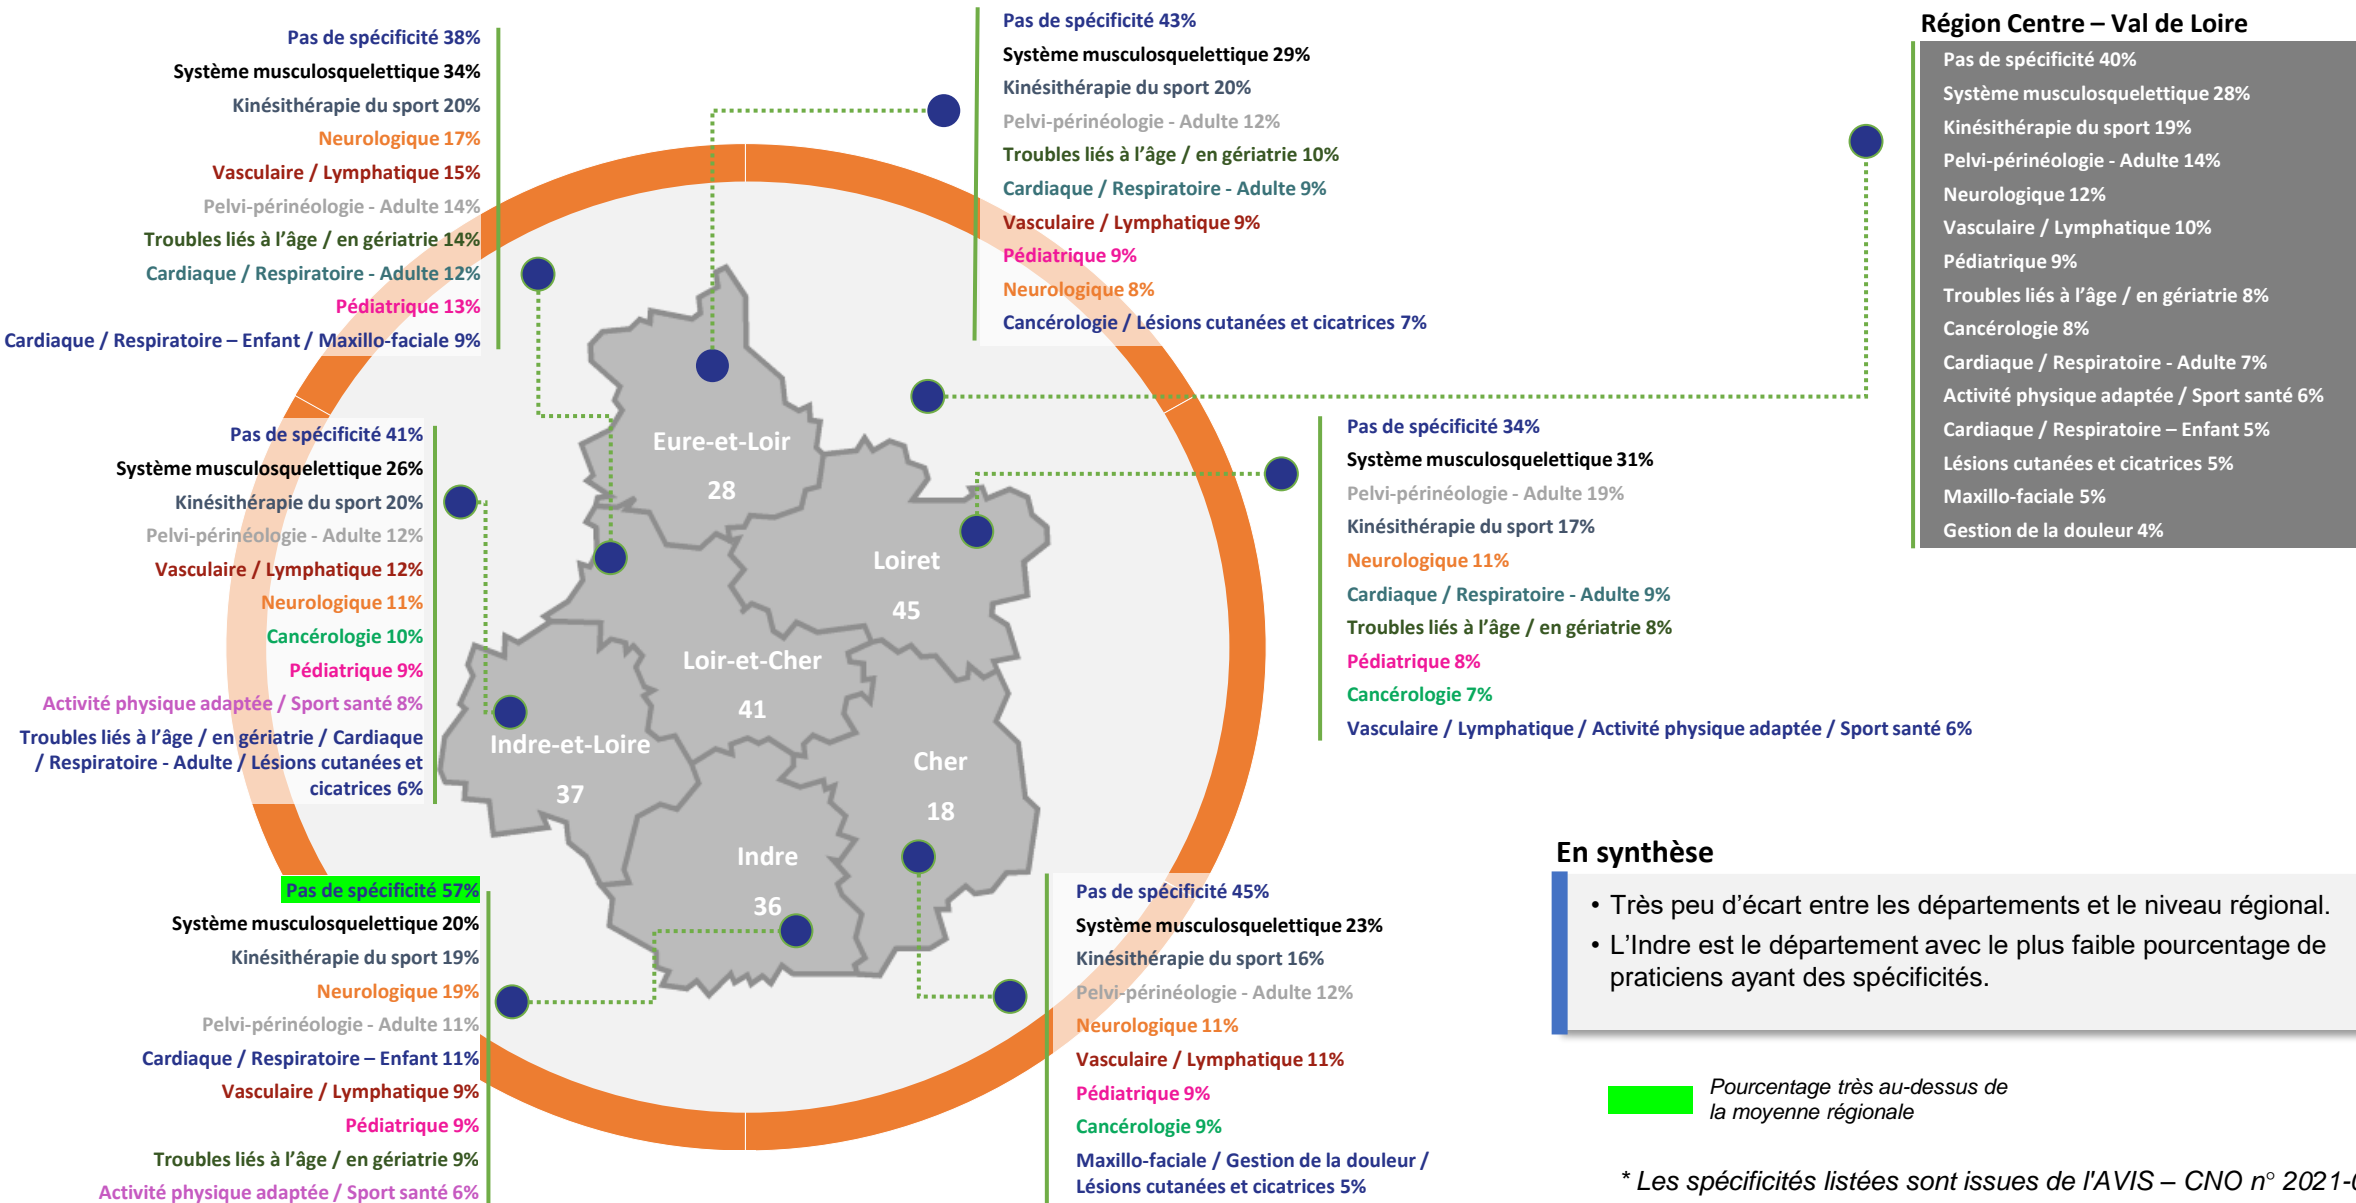 Pas de spécificité 38%
Système musculosquelettique 34%
Kinésithérapie du sport 20%
Neurologique 17%
Vasculaire / Lymphatique 15%
Pelvi-périnéologie - Adulte 14%
Troubles liés à l’âge / en gériatrie 14%
Cardiaque / Respiratoire - Adulte 12%
Pédiatrique 13%
Cardiaque / Respiratoire – Enfant / Maxillo-faciale 9%
Pas de spécificité 43%
Système musculosquelettique 29%
Kinésithérapie du sport 20%
Pelvi-périnéologie - Adulte 12%
Troubles liés à l’âge / en gériatrie 10%
Cardiaque / Respiratoire - Adulte 9%
Vasculaire / Lymphatique 9%
Pédiatrique 9%
Neurologique 8%
Cancérologie / Lésions cutanées et cicatrices 7%
Région Centre – Val de Loire
Pas de spécificité 40%
Système musculosquelettique 28%
Kinésithérapie du sport 19%
Pelvi-périnéologie - Adulte 14%
Neurologique 12%
Vasculaire / Lymphatique 10%
Pédiatrique 9%
Troubles liés à l’âge / en gériatrie 8%
Cancérologie 8%
Cardiaque / Respiratoire - Adulte 7%
Activité physique adaptée / Sport santé 6%
Cardiaque / Respiratoire – Enfant 5%
Lésions cutanées et cicatrices 5%
Maxillo-faciale 5%
Gestion de la douleur 4%
Pas de spécificité 41%
Système musculosquelettique 26%
Kinésithérapie du sport 20%
Pelvi-périnéologie - Adulte 12%
Vasculaire / Lymphatique 12%
Neurologique 11%
Cancérologie 10%
Pédiatrique 9%
Activité physique adaptée / Sport santé 8%
Troubles liés à l’âge / en gériatrie / Cardiaque
/ Respiratoire - Adulte / Lésions cutanées et
cicatrices 6%
Eure-et-Loir
28
Loiret
45
Loir-et-Cher
41
Indre-et-Loire
37
Cher
18
Indre
36
Pas de spécificité 34%
Système musculosquelettique 31%
Pelvi-périnéologie - Adulte 19%
Kinésithérapie du sport 17%
Neurologique 11%
Cardiaque / Respiratoire - Adulte 9%
Troubles liés à l’âge / en gériatrie 8%
Pédiatrique 8%
Cancérologie 7%
Vasculaire / Lymphatique / Activité physique adaptée / Sport santé 6%
Pas de spécificité 57%
Système musculosquelettique 20%
Kinésithérapie du sport 19%
Neurologique 19%
Pelvi-périnéologie - Adulte 11%
Cardiaque / Respiratoire – Enfant 11%
Vasculaire / Lymphatique 9%
Pédiatrique 9%
Troubles liés à l’âge / en gériatrie 9%
Activité physique adaptée / Sport santé 6%
Pas de spécificité 45%
Système musculosquelettique 23%
Kinésithérapie du sport 16%
Pelvi-périnéologie - Adulte 12%
Neurologique 11%
Vasculaire / Lymphatique 11%
Pédiatrique 9%
Cancérologie 9%
Maxillo-faciale / Gestion de la douleur /
Lésions cutanées et cicatrices 5%
En synthèse
• Très peu d’écart entre les départements et le niveau régional.
• L’Indre est le département avec le plus faible pourcentage de
praticiens ayant des spécificités.
Pourcentage très au-dessus de
la moyenne régionale
* Les spécificités listées sont issues de l'AVIS – CNO n° 2021-